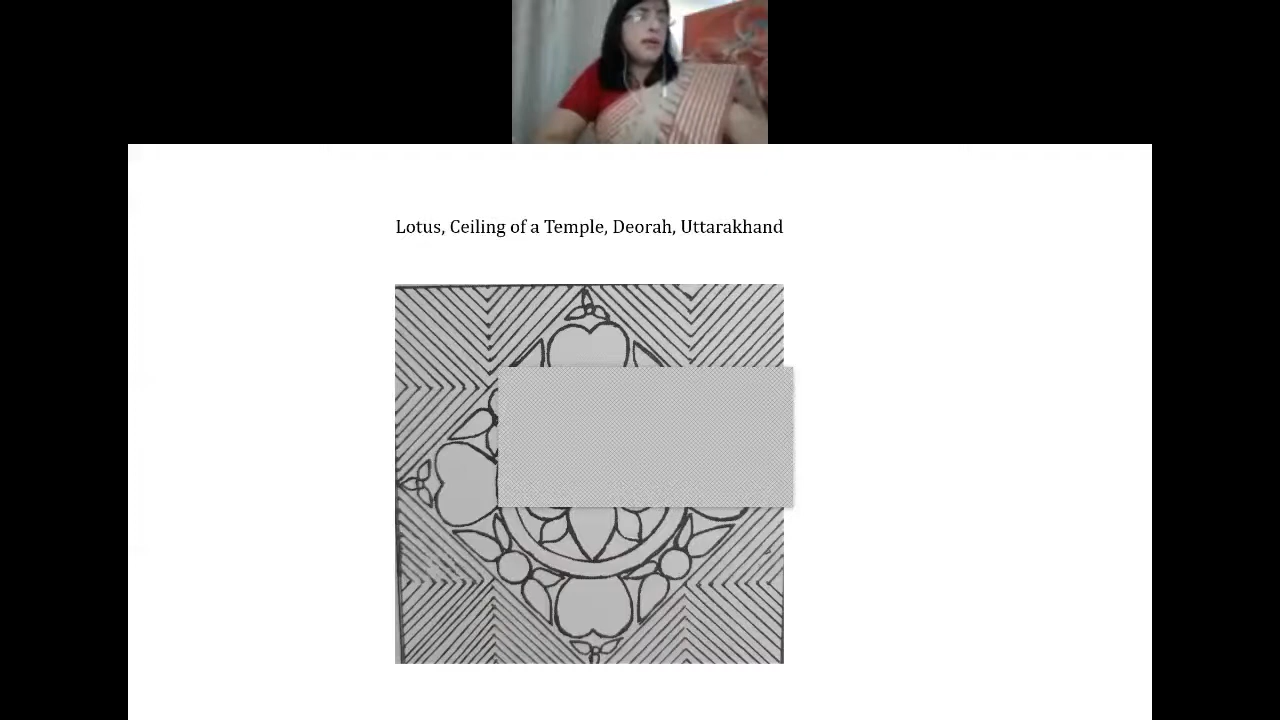 Lotus, Ceiling of a Temple, Deorah, Uttarakhand